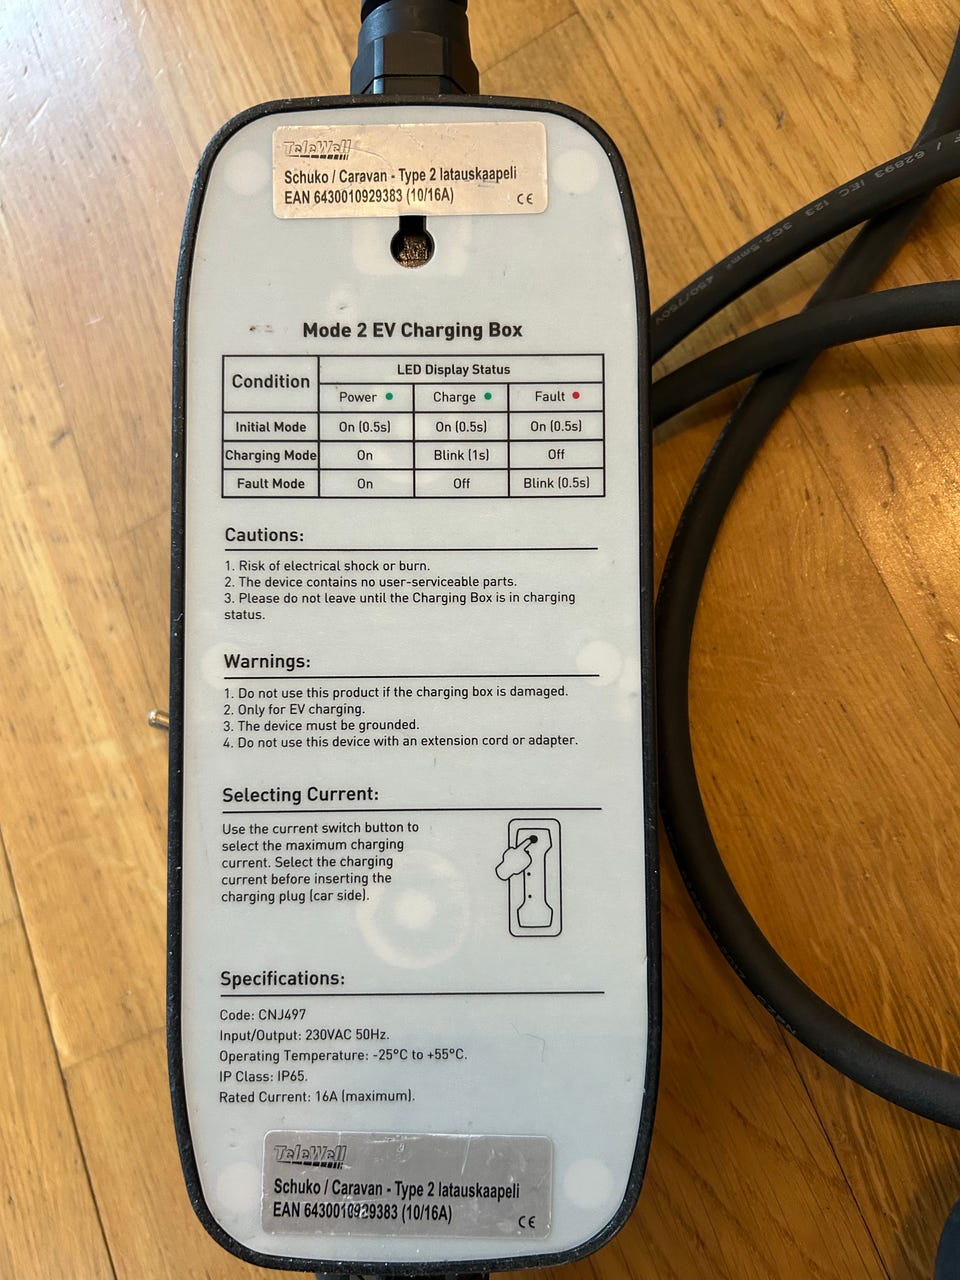 TeleWell
Schuko / Caravan - Type 2 latauskaapeli
EAN 6430010929383 (10/16A)
CE
62893 IEC 123 3G2.5mm² 450/750V
Mode 2 EV Charging Box
Condition
LED Display Status
Power Charge Fault
Initial Mode On (0.5s) On (0.5s) On (0.5s)
Charging Mode On Blink (1s) Off
Fault Mode On Off Blink (0.5s)
Cautions:
1. Risk of electrical shock or burn.
2. The device contains no user-serviceable parts.
3. Please do not leave until the Charging Box is in charging
status.
Warnings:
1. Do not use this product if the charging box is damaged.
2. Only for EV charging.
3. The device must be grounded.
4. Do not use this device with an extension cord or adapter.
Selecting Current:
Use the current switch button to
select the maximum charging
current. Select the charging
current before inserting the
charging plug (car side).
Specifications:
Code: CNJ497
Input/Output: 230VAC 50Hz.
Operating Temperature: -25°C to +55°C.
IP Class: IP65.
Rated Current: 16A (maximum).
TeleWell
Schuko / Caravan - Type 2 latauskaapeli
EAN 6430010929383 (10/16A)
CE